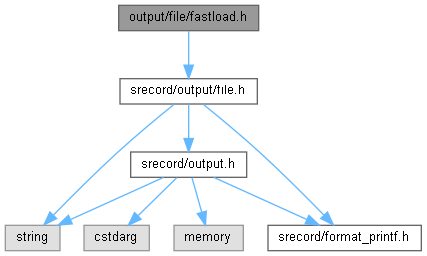 output/file/fastload.h
srecord/output/file.h
srecord/output.h
string
cstdarg
memory
srecord/format_printf.h